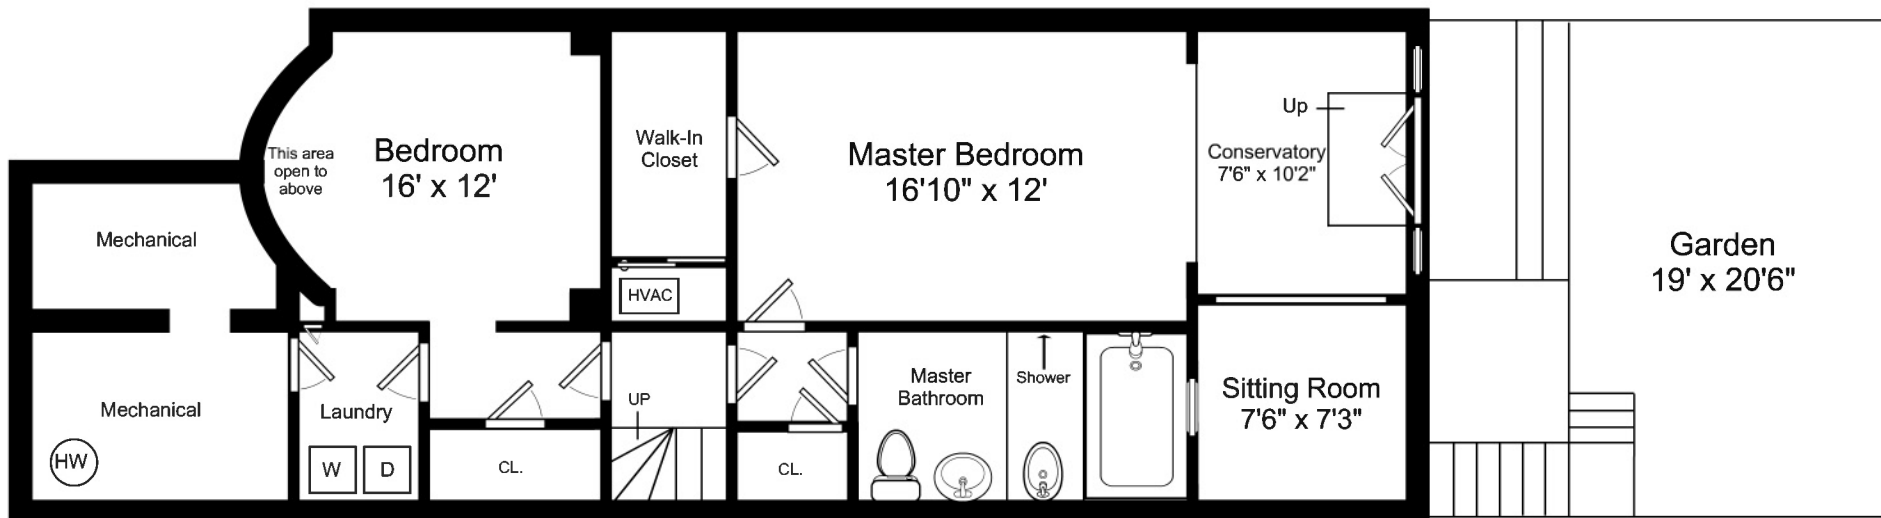 This area
open to
above
Bedroom
16' x 12'
Walk-In
Closet
HVAC
Master Bedroom
16'10" x 12'
Up
Conservatory
7'6" x 10'2"
Garden
19' x 20'6"
Mechanical
Mechanical
HW
Laundry
W
D
CL.
UP
CL.
Master
Bathroom
Shower
Sitting Room
7'6" x 7'3"